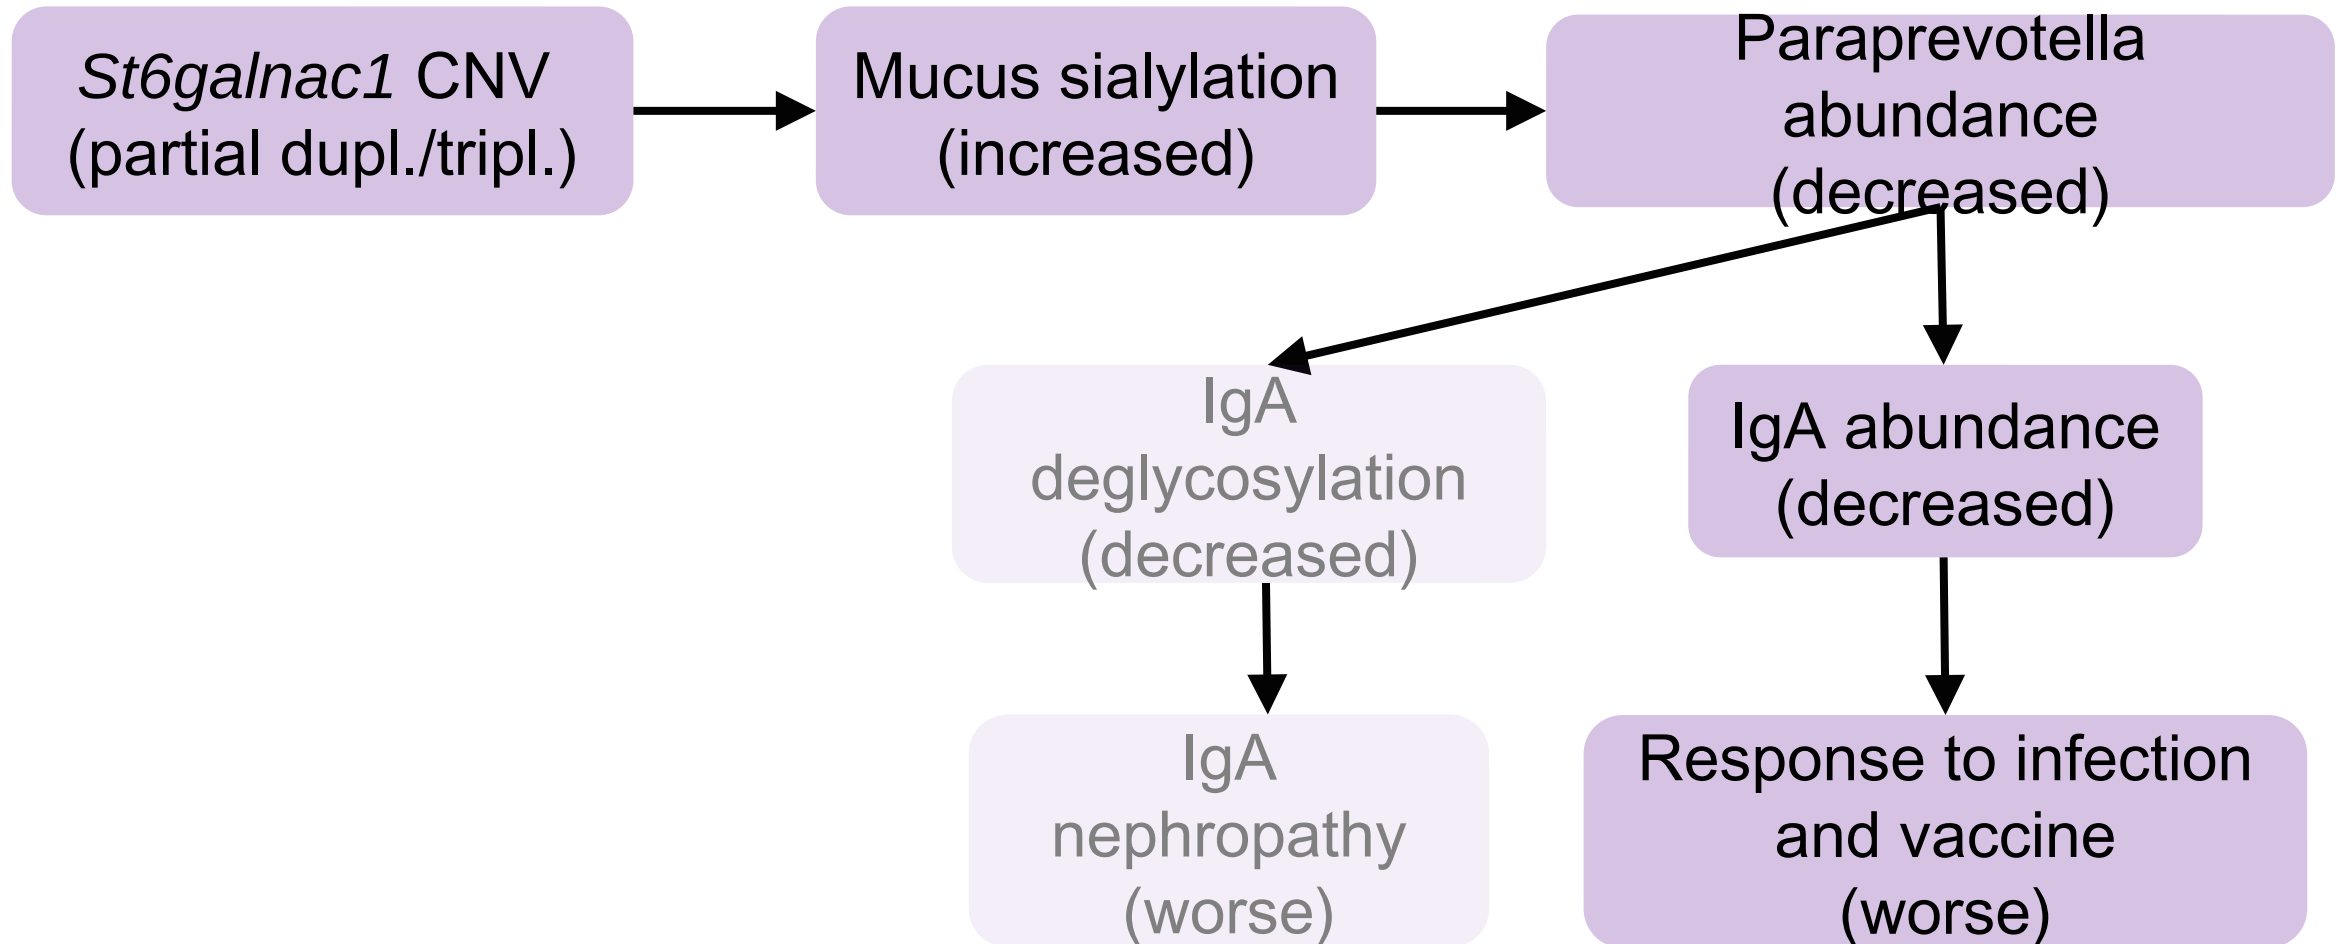 St6galnac1 CNV
(partial dupl./tripl.)
Mucus sialylation
(increased)
Paraprevotella
abundance
(decreased)
IgA
deglycosylation
(decreased)
IgA abundance
(decreased)
IgA
nephropathy
(worse)
Response to infection
and vaccine
(worse)